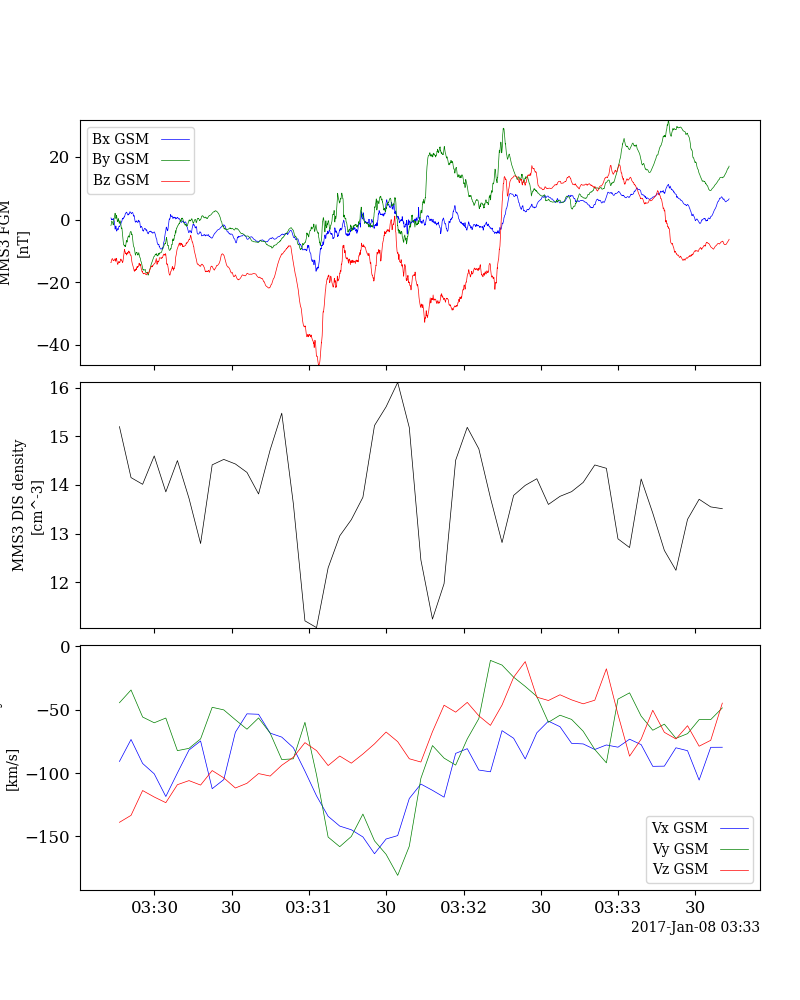 MMS3 FGM
[nT]
20
0
−20
−40
Bx GSM
By GSM
Bz GSM
MMS3 DIS density
[cm^-3]
16
15
14
13
12
[km/s]
0
−50
−100
−150
Vx GSM
Vy GSM
Vz GSM
03:30 30 03:31 30 03:32 30 03:33 30
2017-Jan-08 03:33